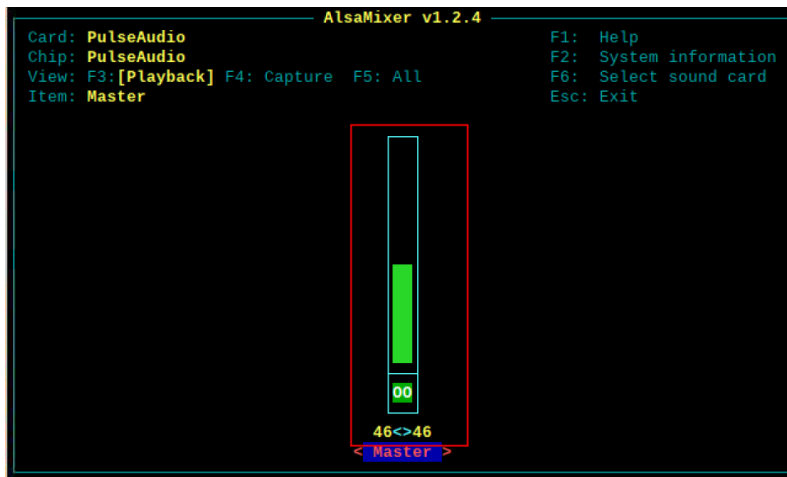 AlsaMixer v1.2.4
Card: PulseAudio F1: Help
Chip: PulseAudio F2: System information
View: F3:[Playback] F4: Capture F5: All F6: Select sound card
Item: Master Esc: Exit
OO
46<>46
< Master >